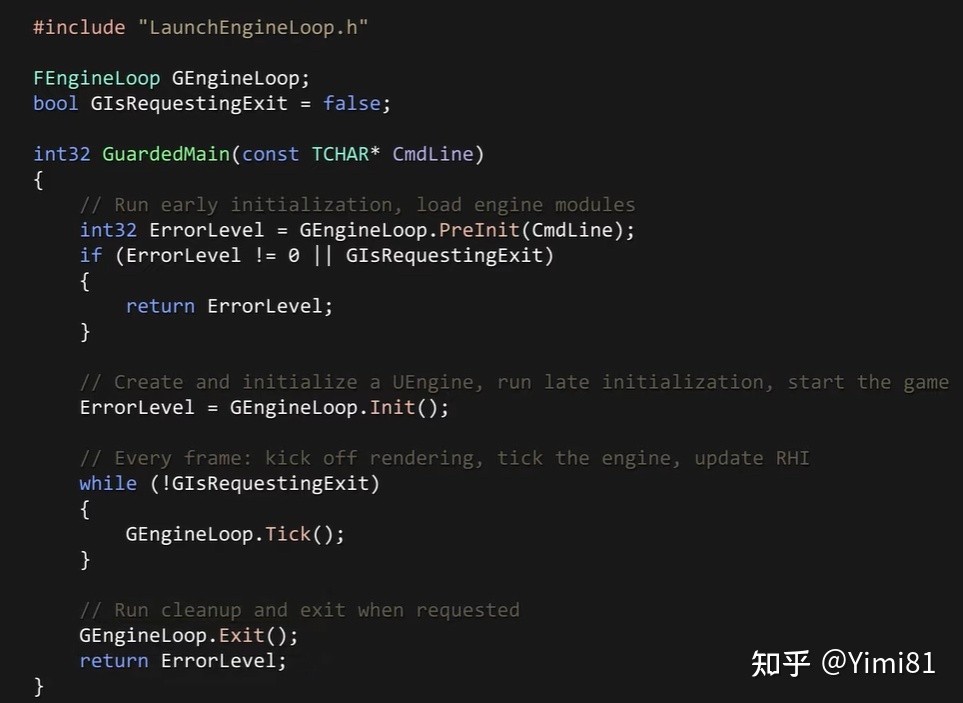 #include "LaunchEngineLoop.h"
FEngineLoop GEngineLoop;
bool GIsRequestingExit = false;
int32 GuardedMain(const TCHAR* CmdLine)
{
    // Run early initialization, load engine modules
    int32 ErrorLevel = GEngineLoop.PreInit(CmdLine);
    if (ErrorLevel != 0 || GIsRequestingExit)
    {
        return ErrorLevel;
    }
    // Create and initialize a UEngine, run late initialization, start the game
    ErrorLevel = GEngineLoop.Init();
    // Every frame: kick off rendering, tick the engine, update RHI
    while (!GIsRequestingExit)
    {
        GEngineLoop.Tick();
    }
    // Run cleanup and exit when requested
    GEngineLoop.Exit();
    return ErrorLevel;
}
知乎 @Yimi81